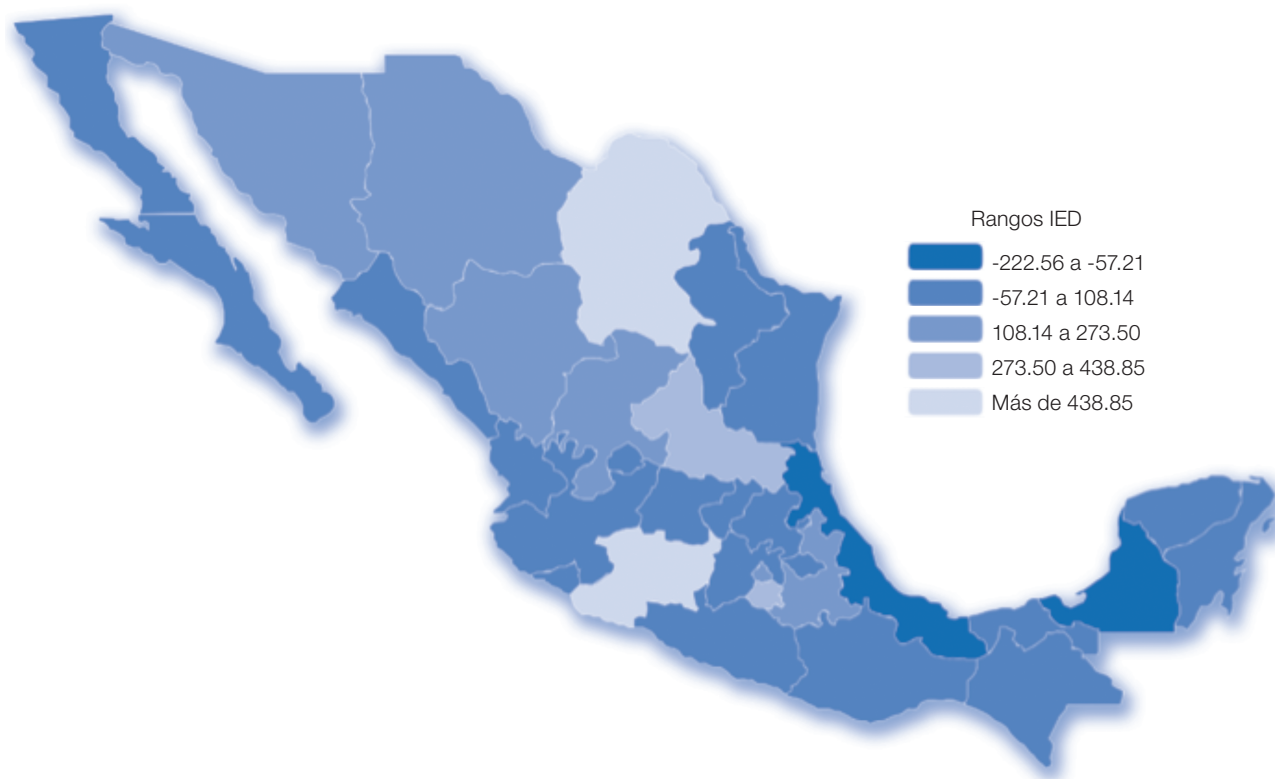 Rangos IED
-222.56 a -57.21
-57.21 a 108.14
108.14 a 273.50
273.50 a 438.85
Más de 438.85